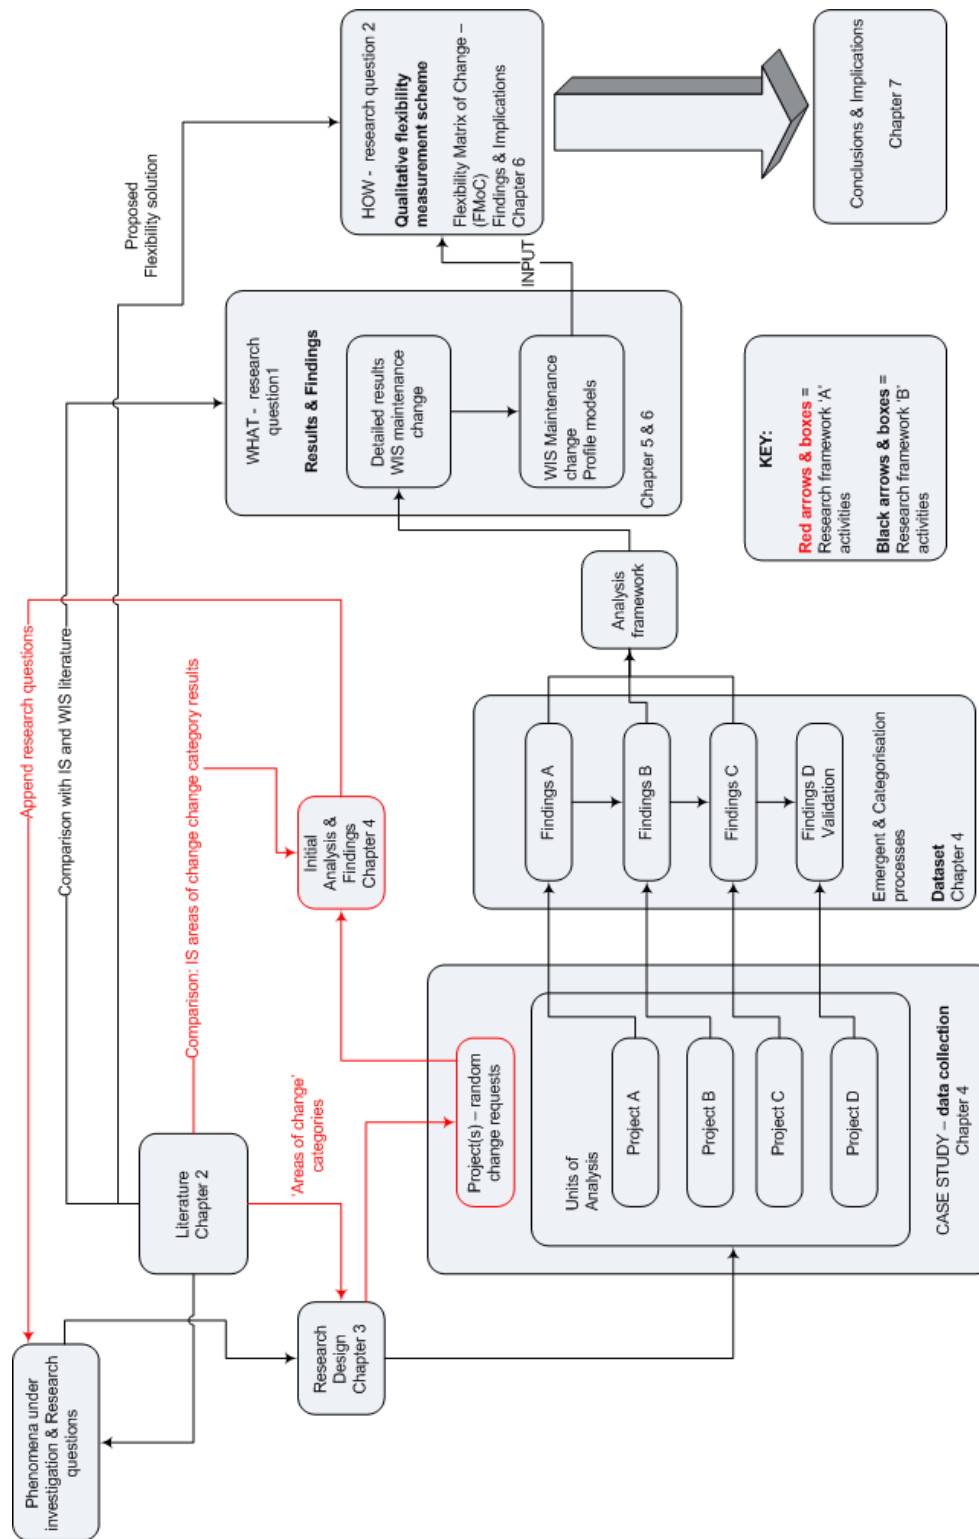 Phenomena under
investigation & Research
questions
Append research questions
Comparison with IS and WIS literature
Proposed
Flexibility solution
Literature
Chapter 2
Comparison: IS areas of change category results
'Areas of change'
categories
Research
Design
Chapter 3
Initial
Analysis &
Findings
Chapter 4
Project(s) – random
change requests
Units of
Analysis
Project A
Project B
Project C
Project D
CASE STUDY – data collection
Chapter 4
Findings A
Findings B
Findings C
Findings D
Validation
Emergent & Categorisation
processes
Dataset
Chapter 4
Analysis
framework
WHAT - research
question1
Results & Findings
Detailed results
WIS maintenance
change
WIS Maintenance
change
Profile models
Chapter 5 & 6
INPUT
HOW - research question 2
Qualitative flexibility
measurement scheme
Flexibility Matrix of Change –
(FMoC)
Findings & Implications
Chapter 6
Conclusions & Implications
Chapter 7
KEY:
Red arrows & boxes =
Research framework 'A'
activities
Black arrows & boxes =
Research framework 'B'
activities